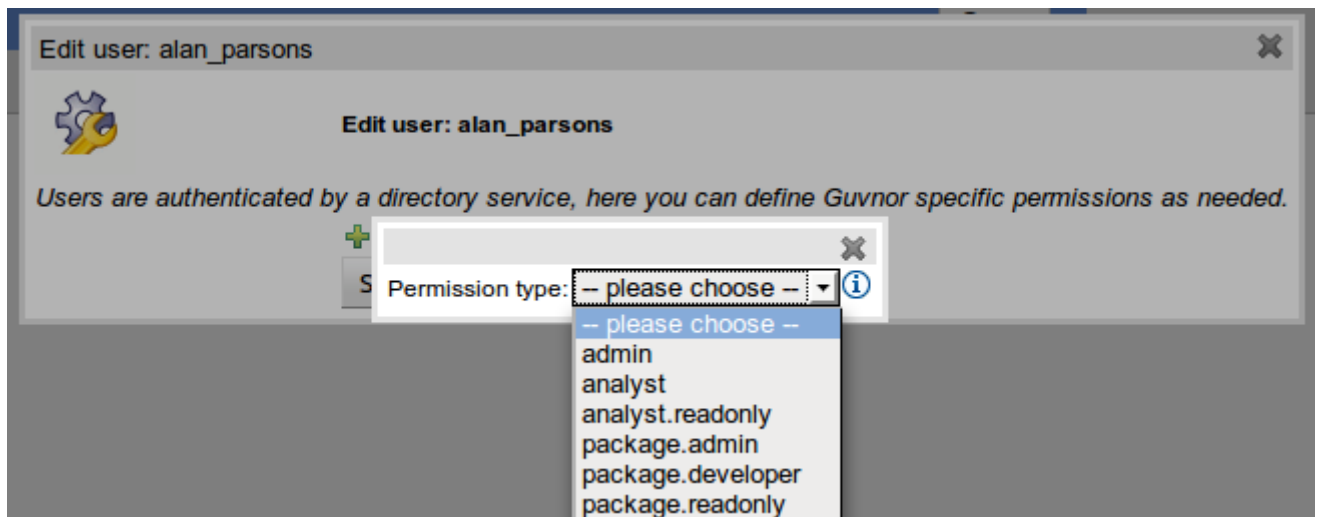 Edit user: alan_parsons
Edit user: alan_parsons
Users are authenticated by a directory service, here you can define Guvnor specific permissions as needed.
S
Permission type: -- please choose --
-- please choose --
admin
analyst
analyst.readonly
package.admin
package.developer
package.readonly